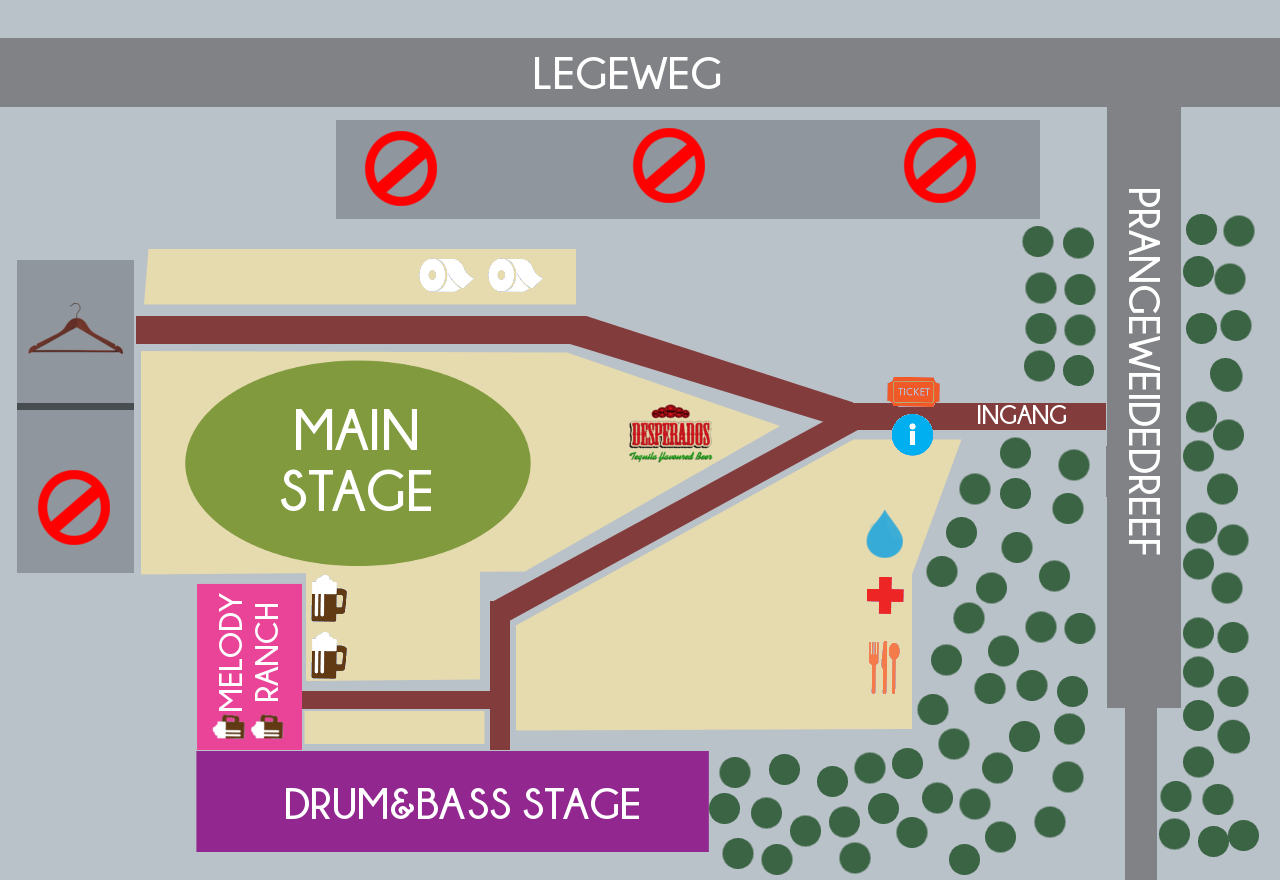 LEGEWEG
PRANGEWEIDEDREEF
TICKET
INGANG
i
MAIN
STAGE
DESPERADOS
Tequila flavoured Beer
MELODY
RANCH
DRUM&BASS STAGE